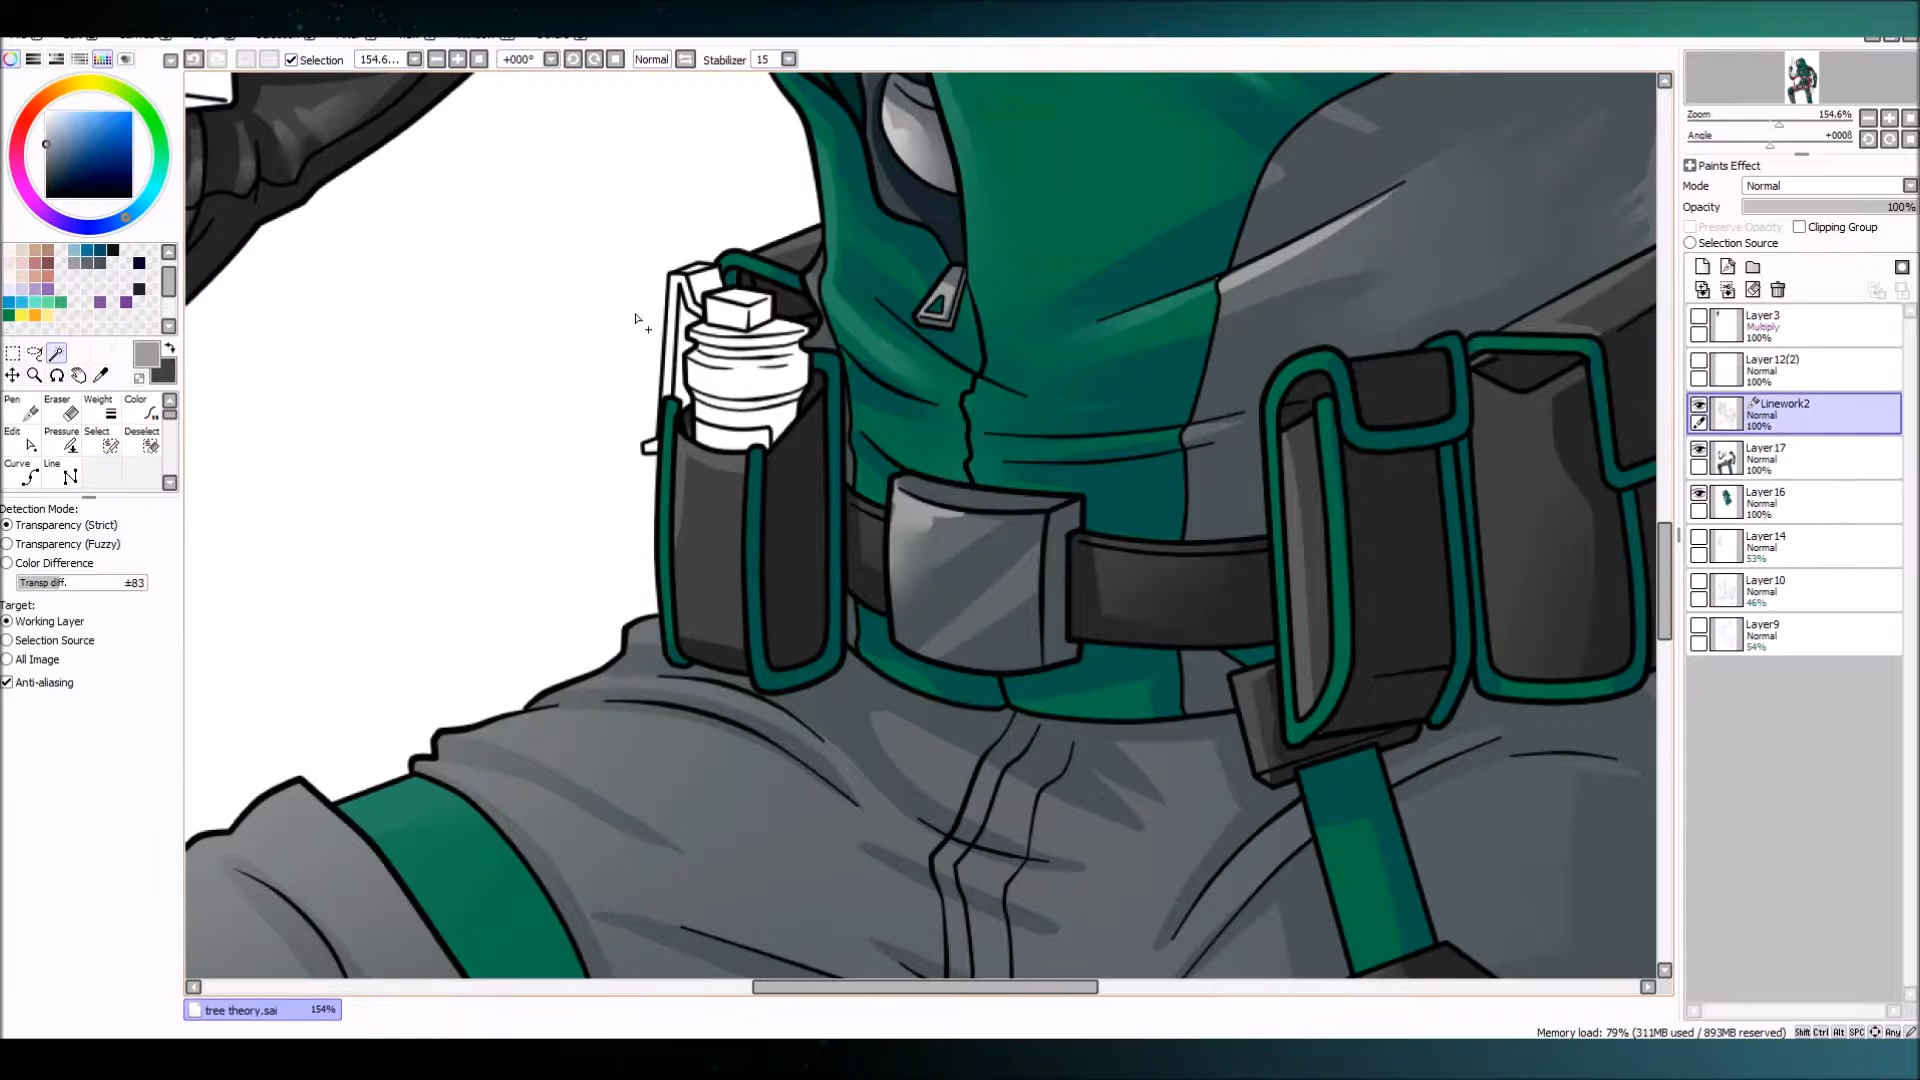 Selection 154.6... +000° Normal Stabilizer 15
Zoom 154.6%
Angle +000ß
Paints Effect
Mode Normal
Opacity 100%
Preserve Opacity Clipping Group
Selection Source
Layer3
Multiply
100%
Layer12(2)
Normal
100%
Linework2
Normal
100%
Layer17
Normal
100%
Layer16
Normal
100%
Layer14
Normal
53%
Layer10
Normal
46%
Layer9
Normal
54%
Pen Eraser Weight Color
Edit Pressure Select Deselect
Curve Line
Detection Mode:
Transparency (Strict)
Transparency (Fuzzy)
Color Difference
Transp diff. ±83
Target:
Working Layer
Selection Source
All Image
Anti-aliasing
tree theory.sai 154%
Memory load: 79% (311MB used / 893MB reserved) Shift Ctrl Alt SPC Any